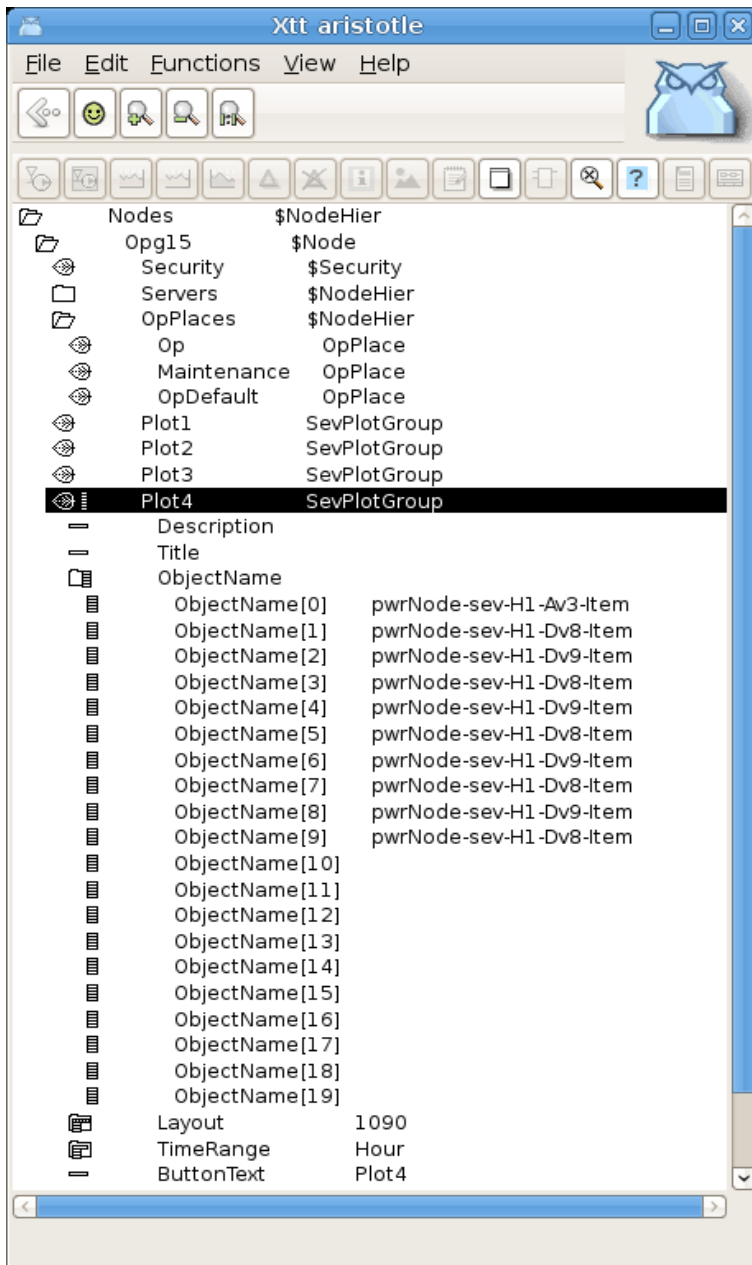 Xtt aristotle
File Edit Functions View Help
Nodes $NodeHier
Opg15 $Node
Security $Security
Servers $NodeHier
OpPlaces $NodeHier
Op OpPlace
Maintenance OpPlace
OpDefault OpPlace
Plot1 SevPlotGroup
Plot2 SevPlotGroup
Plot3 SevPlotGroup
Plot4 SevPlotGroup
Description
Title
ObjectName
ObjectName[0] pwrNode-sev-H1-Av3-Item
ObjectName[1] pwrNode-sev-H1-Dv8-Item
ObjectName[2] pwrNode-sev-H1-Dv9-Item
ObjectName[3] pwrNode-sev-H1-Dv8-Item
ObjectName[4] pwrNode-sev-H1-Dv9-Item
ObjectName[5] pwrNode-sev-H1-Dv8-Item
ObjectName[6] pwrNode-sev-H1-Dv9-Item
ObjectName[7] pwrNode-sev-H1-Dv8-Item
ObjectName[8] pwrNode-sev-H1-Dv9-Item
ObjectName[9] pwrNode-sev-H1-Dv8-Item
ObjectName[10]
ObjectName[11]
ObjectName[12]
ObjectName[13]
ObjectName[14]
ObjectName[15]
ObjectName[16]
ObjectName[17]
ObjectName[18]
ObjectName[19]
Layout 1090
TimeRange Hour
ButtonText Plot4